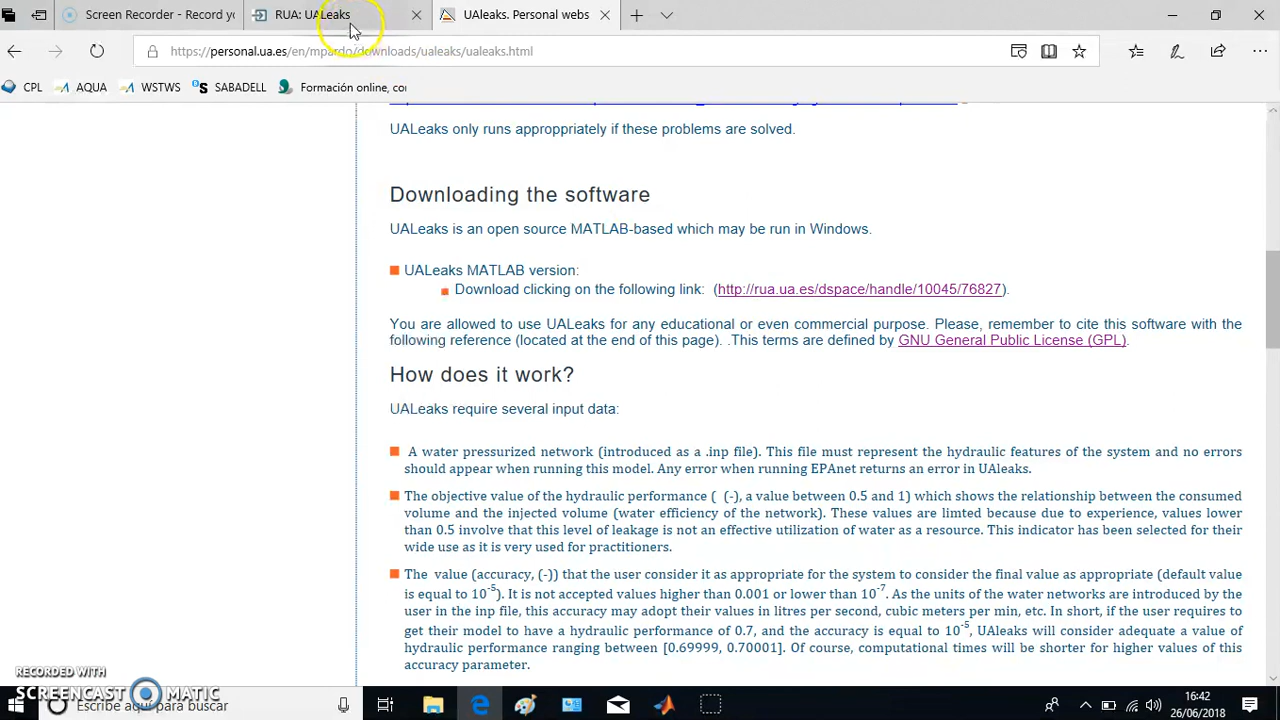 Screen Recorder - Record yo
RUA: UALeaks
UALeaks. Personal webs
https://personal.ua.es/en/mpardo/downloads/ualeaks/ualeaks.html
CPL AQUA WSTWS SABADELL Formación online, cor
UALeaks only runs approppriately if these problems are solved.
Downloading the software
UALeaks is an open source MATLAB-based which may be run in Windows.
UALeaks MATLAB version:
Download clicking on the following link: (http://rua.ua.es/dspace/handle/10045/76827).
You are allowed to use UALeaks for any educational or even commercial purpose. Please, remember to cite this software with the
following reference (located at the end of this page). .This terms are defined by GNU General Public License (GPL).
How does it work?
UALeaks require several input data:
A water pressurized network (introduced as a .inp file). This file must represent the hydraulic features of the system and no errors
should appear when running this model. Any error when running EPAnet returns an error in UAleaks.
The objective value of the hydraulic performance ( (-), a value between 0.5 and 1) which shows the relationship between the consumed
volume and the injected volume (water efficiency of the network). These values are limted because due to experience, values lower
than 0.5 involve that this level of leakage is not an effective utilization of water as a resource. This indicator has been selected for their
wide use as it is very used for practitioners.
The value (accuracy, (-)) that the user consider it as appropriate for the system to consider the final value as appropriate (default value
is equal to 10-5). It is not accepted values higher than 0.001 or lower than 10-7. As the units of the water networks are introduced by the
user in the inp file, this accuracy may adopt their values in litres per second, cubic meters per min, etc. In short, if the user requires to
get their model to have a hydraulic performance of 0.7, and the accuracy is equal to 10-5, UAleaks will consider adequate a value of
hydraulic performance ranging between [0.69999, 0.70001]. Of course, computational times will be shorter for higher values of this
accuracy parameter.
RECORDED WITH
SCREENCAST MATIC
Escribe aquí para buscar
16:42
26/06/2018